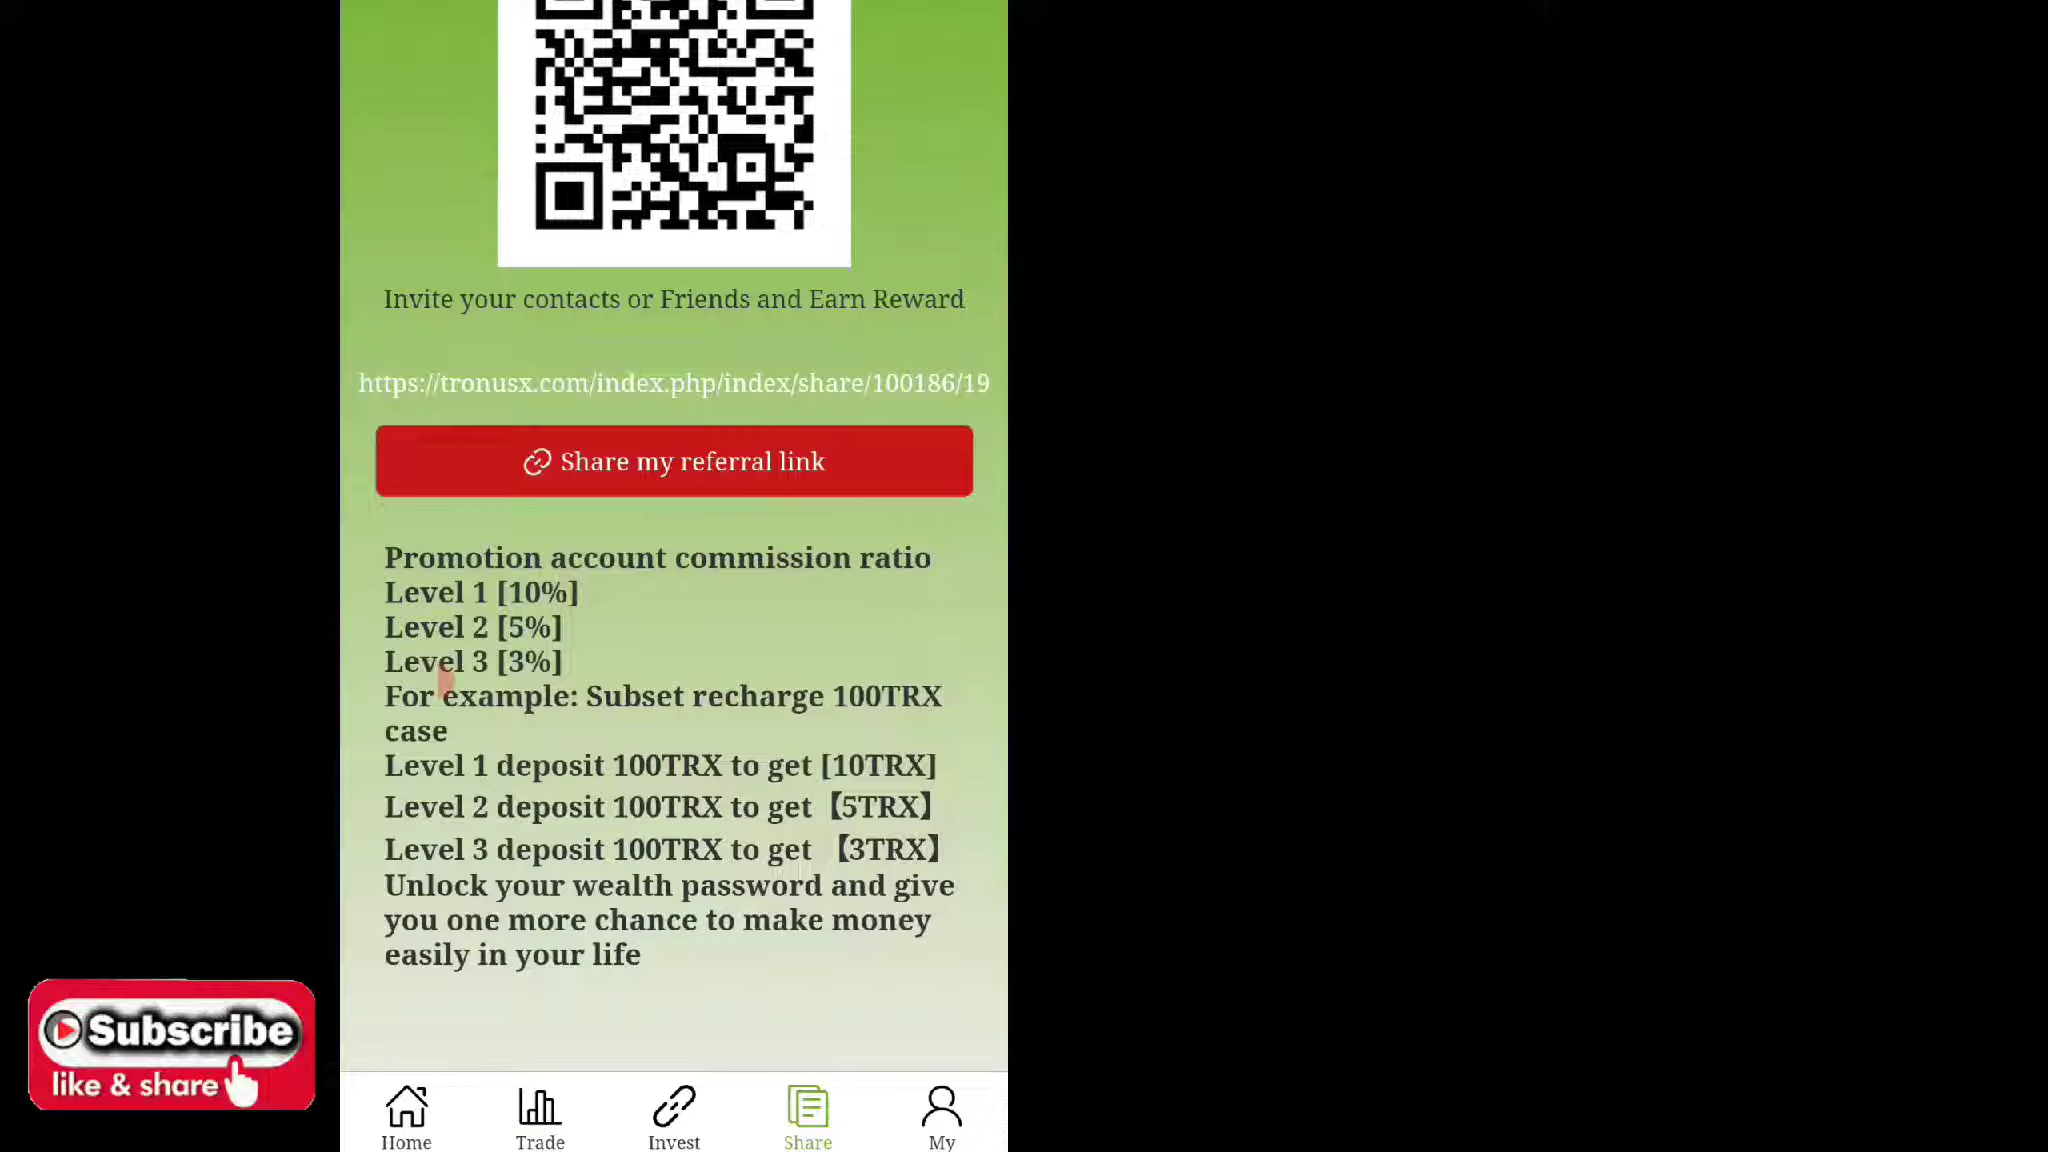 Invite your contacts or Friends and Earn Reward
https://tronusx.com/index.php/index/share/100186/19
Share my referral link
Promotion account commission ratio
Level 1 [10%]
Level 2 [5%]
Level 3 [3%]
For example: Subset recharge 100TRX
case
Level 1 deposit 100TRX to get [10TRX]
Level 2 deposit 100TRX to get【5TRX】
Level 3 deposit 100TRX to get 【3TRX】
Unlock your wealth password and give
you one more chance to make money
easily in your life
Subscribe
like & share
Home
Trade
Invest
Share
My